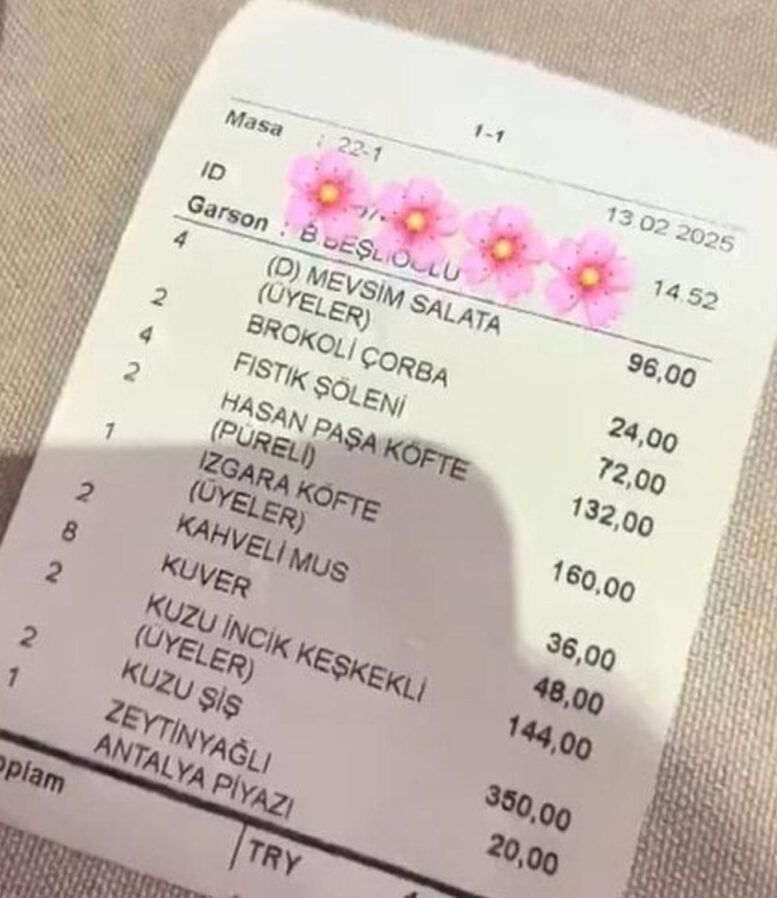 1-1
Masa : 22-1 13 02 2025
ID 14.52
Garson : B.BEŞLİOĞLU
4 (D) MEVSİM SALATA
(ÜYELER) 96,00
2 BROKOLİ ÇORBA 24,00
4 FISTIK ŞÖLENİ 72,00
2 HASAN PAŞA KÖFTE
(PÜRELİ) 132,00
1 IZGARA KÖFTE
(ÜYELER) 160,00
2 KAHVELİ MUS 36,00
8 KUVER 48,00
2 KUZU İNCİK KEŞKEKLİ
(ÜYELER) 144,00
2 KUZU ŞİŞ 350,00
1 ZEYTİNYAĞLI
ANTALYA PİYAZI 20,00
oplam TRY